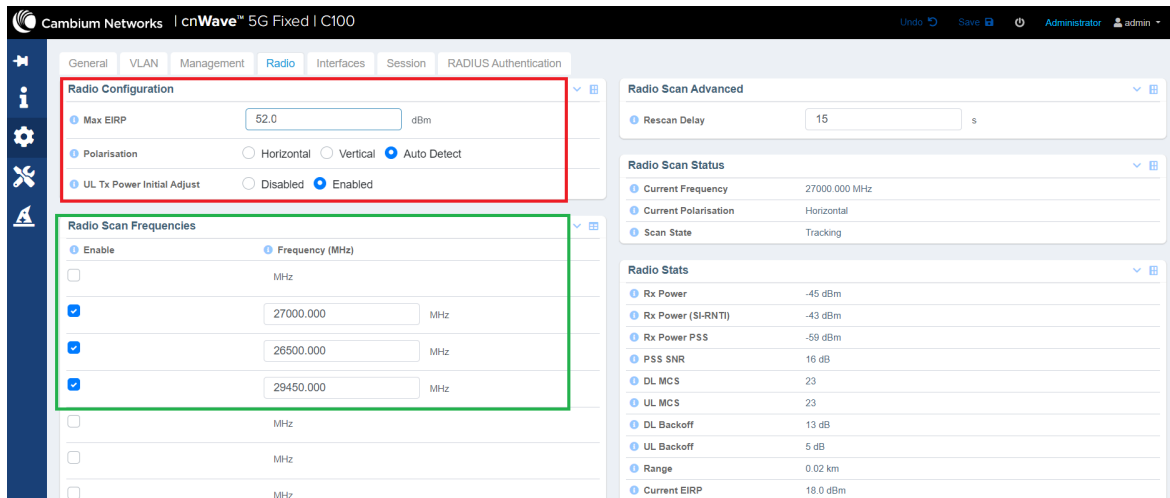 Cambium Networks | cnWave™ 5G Fixed | C100
Undo Save Administrator admin
General VLAN Management Radio Interfaces Session RADIUS Authentication
Radio Configuration
Max EIRP 52.0 dBm
Polarisation Horizontal Vertical Auto Detect
UL Tx Power Initial Adjust Disabled Enabled
Radio Scan Frequencies
Enable Frequency (MHz)
MHz
27000.000 MHz
26500.000 MHz
29450.000 MHz
MHz
MHz
MHz
Radio Scan Advanced
Rescan Delay 15 s
Radio Scan Status
Current Frequency 27000.000 MHz
Current Polarisation Horizontal
Scan State Tracking
Radio Stats
Rx Power -45 dBm
Rx Power (SI-RNTI) -43 dBm
Rx Power PSS -59 dBm
PSS SNR 16 dB
DL MCS 23
UL MCS 23
DL Backoff 13 dB
UL Backoff 5 dB
Range 0.02 km
Current EIRP 18.0 dBm